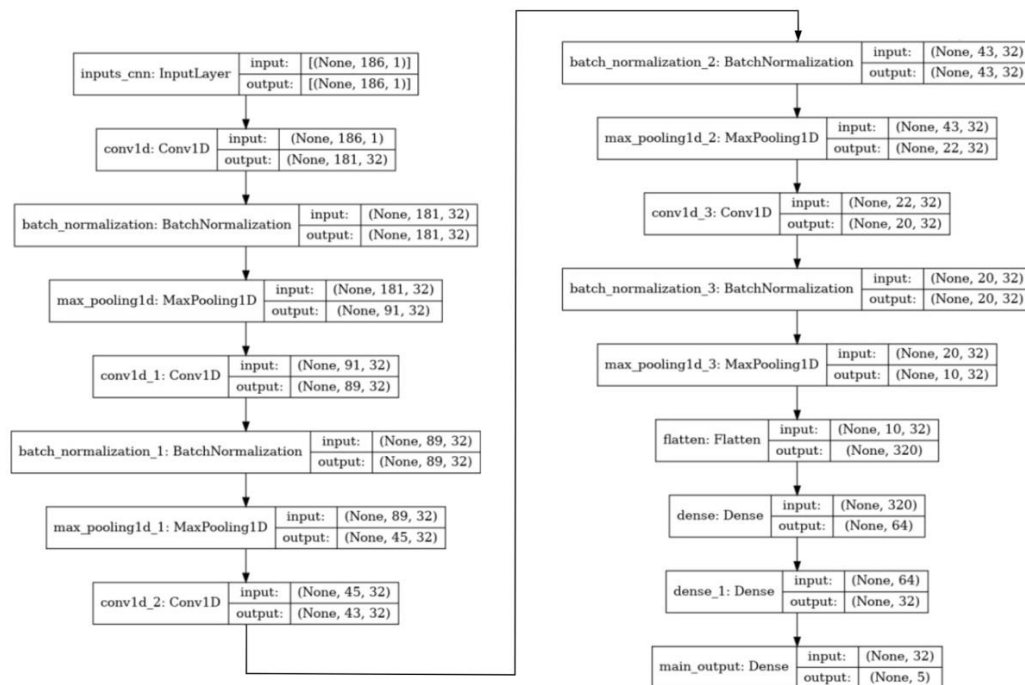 inputs_cnn: InputLayer
input: [(None, 186, 1)]
output: [(None, 186, 1)]
conv1d: Conv1D
input: (None, 186, 1)
output: (None, 181, 32)
batch_normalization: BatchNormalization
input: (None, 181, 32)
output: (None, 181, 32)
max_pooling1d: MaxPooling1D
input: (None, 181, 32)
output: (None, 91, 32)
conv1d_1: Conv1D
input: (None, 91, 32)
output: (None, 89, 32)
batch_normalization_1: BatchNormalization
input: (None, 89, 32)
output: (None, 89, 32)
max_pooling1d_1: MaxPooling1D
input: (None, 89, 32)
output: (None, 45, 32)
conv1d_2: Conv1D
input: (None, 45, 32)
output: (None, 43, 32)
batch_normalization_2: BatchNormalization
input: (None, 43, 32)
output: (None, 43, 32)
max_pooling1d_2: MaxPooling1D
input: (None, 43, 32)
output: (None, 22, 32)
conv1d_3: Conv1D
input: (None, 22, 32)
output: (None, 20, 32)
batch_normalization_3: BatchNormalization
input: (None, 20, 32)
output: (None, 20, 32)
max_pooling1d_3: MaxPooling1D
input: (None, 20, 32)
output: (None, 10, 32)
flatten: Flatten
input: (None, 10, 32)
output: (None, 320)
dense: Dense
input: (None, 320)
output: (None, 64)
dense_1: Dense
input: (None, 64)
output: (None, 32)
main_output: Dense
input: (None, 32)
output: (None, 5)